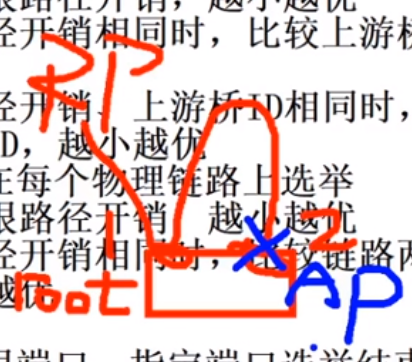 根路径开销，越小越优
经开销相同时，比较上游桥
RP
经开销、上游桥ID相同时，
D，越小越优
在每个物理链路上选举
根路径开销 越小越优
1
2
经开销相同时，比较链路两
root
越优
AP
根端口 指定端口选举结束